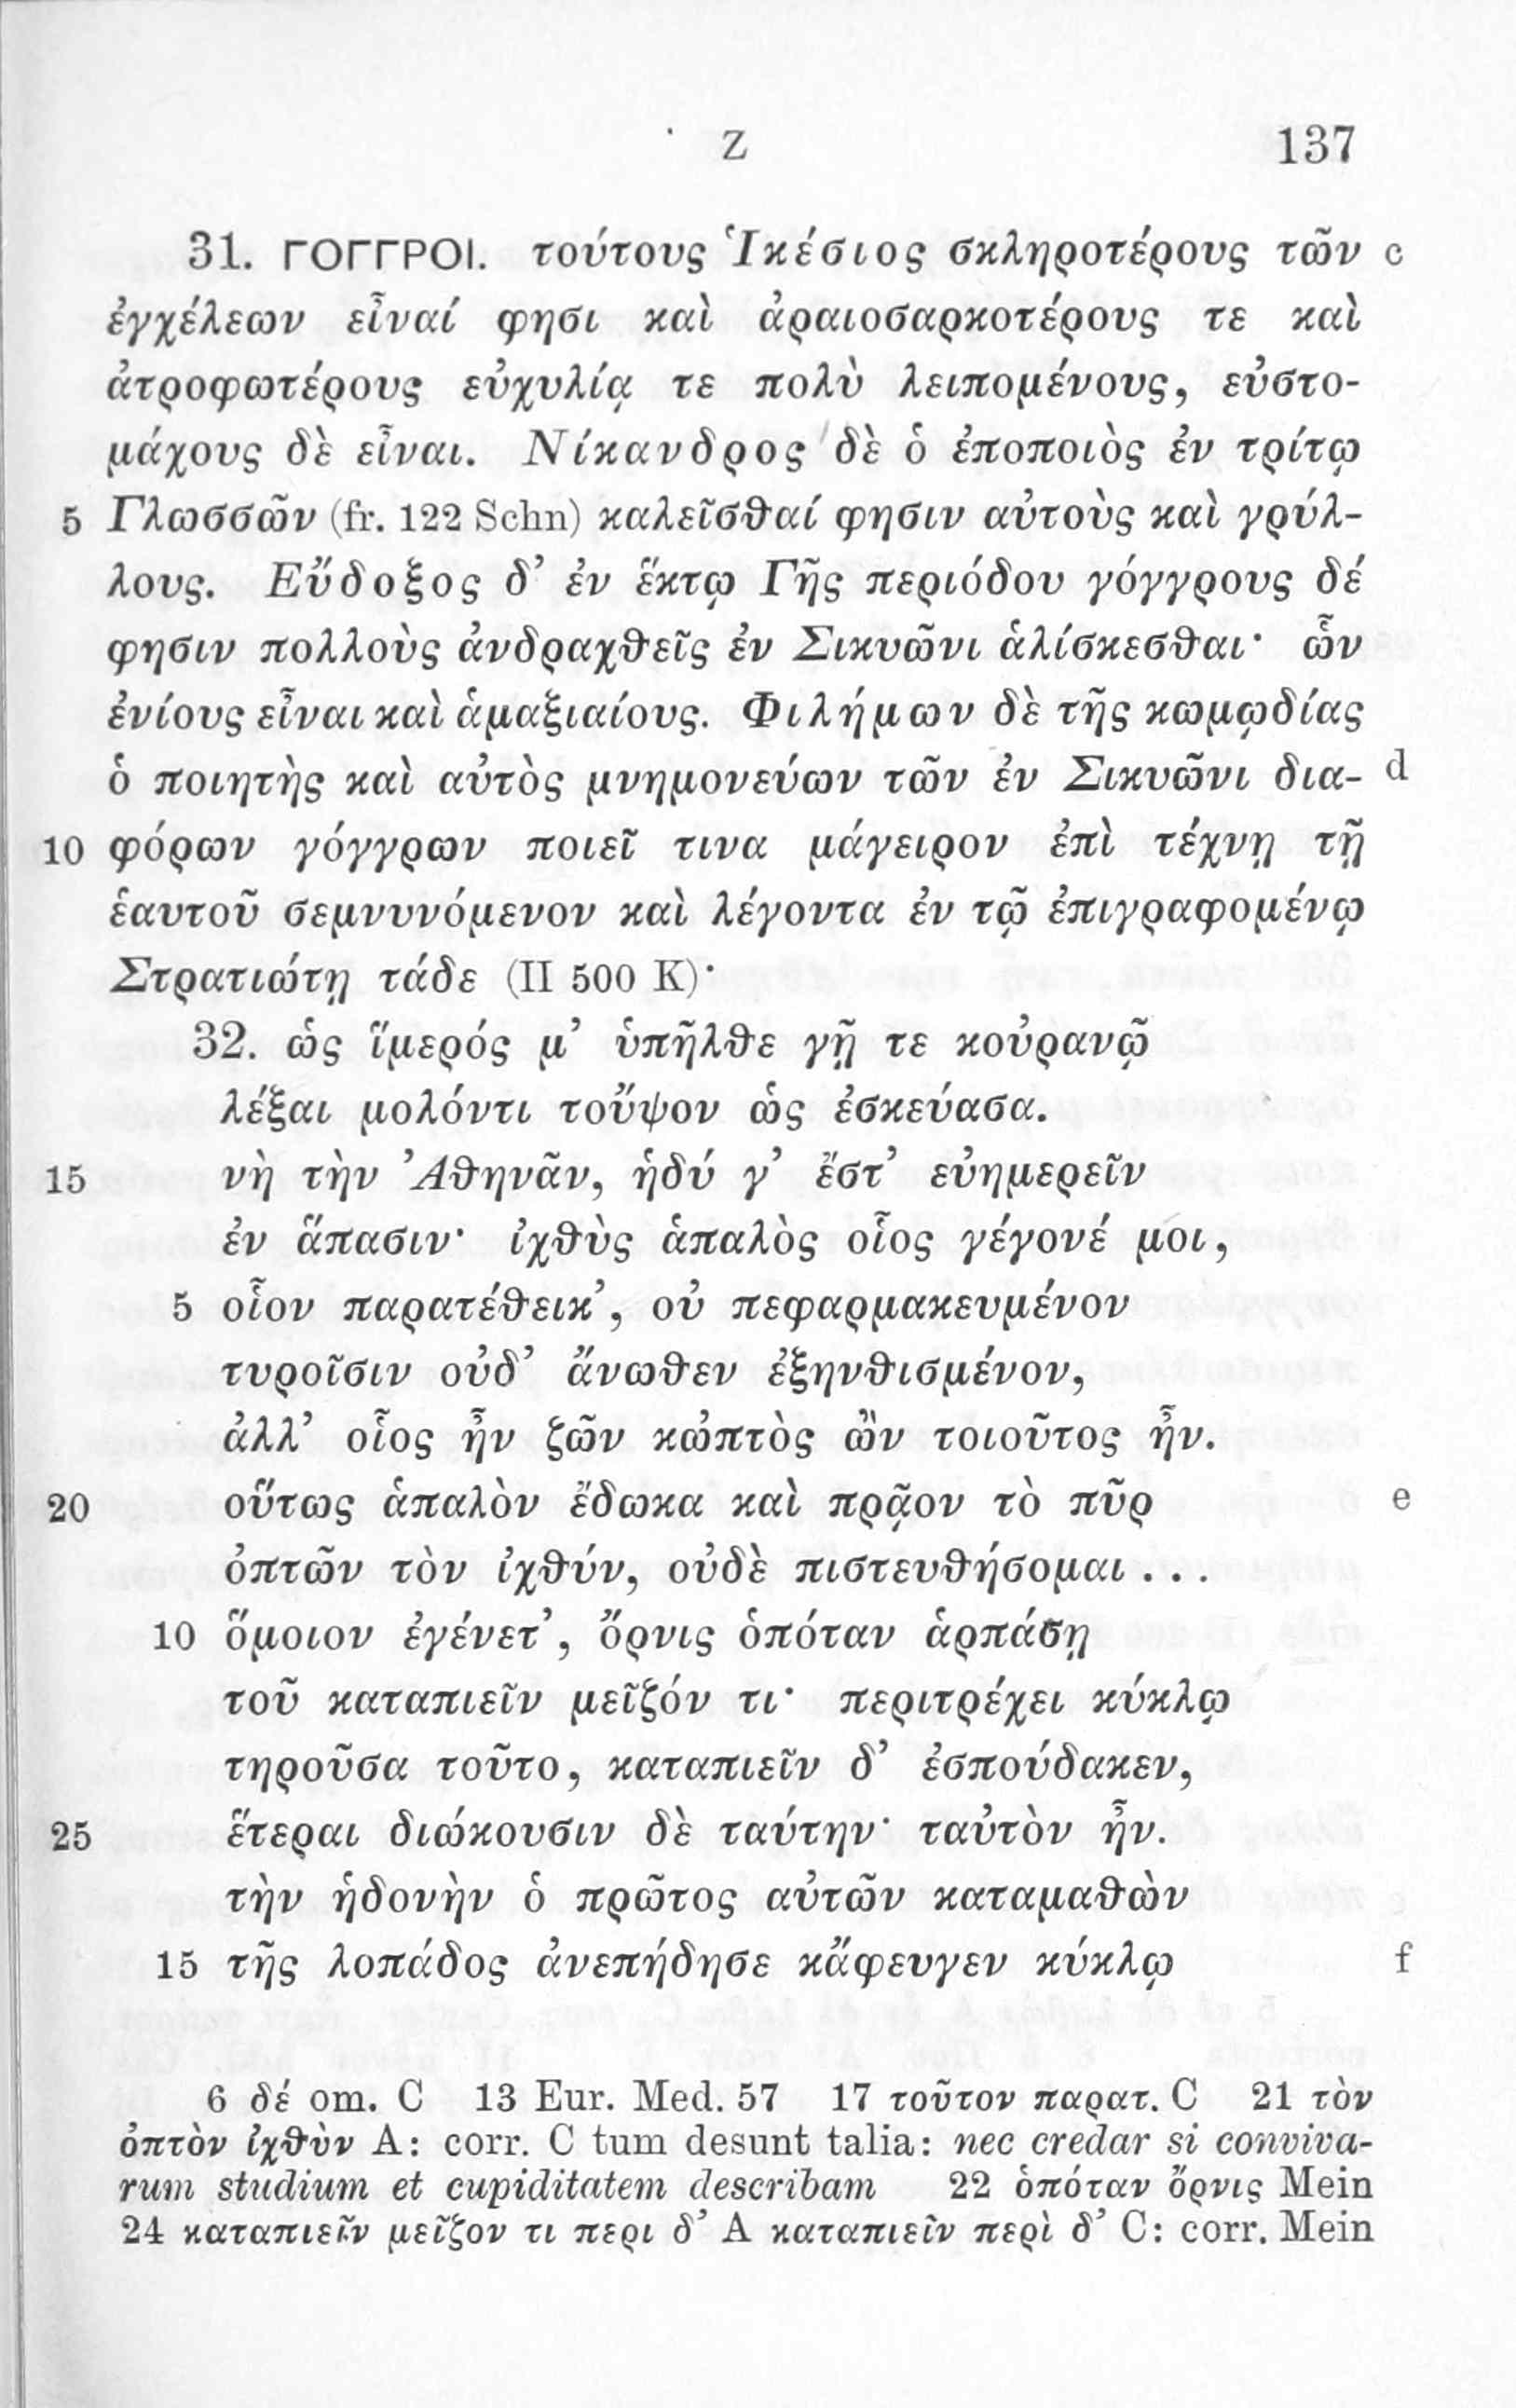 Z 137
31. ΓΟΓΓΡΟΙ. τούτους Ἱκέσιος σκληροτέρους τῶν c
ἐγχέλεων εἶναί φησι καὶ ἀραιοσαρκοτέρους τε καὶ
ἀτροφωτέρους εὐχυλίᾳ τε πολὺ λειπομένους, εὐστο-
μάχους δὲ εἶναι. Νίκανδρος δὲ ὁ ἐποποιὸς ἐν τρίτῳ
5 Γλωσσῶν (fr. 122 Schn) καλεῖσθαί φησιν αὐτοὺς καὶ γρύλ-
λους. Εὔδοξος δ’ ἐν ἕκτῳ Γῆς περιόδου γόγγρους δέ
φησιν πολλοὺς ἀνδραχθεῖς ἐν Σικυῶνι ἁλίσκεσθαι· ὧν
ἐνίους εἶναι καὶ ἁμαξιαίους. Φιλήμων δὲ τῆς κωμῳδίας
ὁ ποιητὴς καὶ αὐτὸς μνημονεύων τῶν ἐν Σικυῶνι δια- d
10 φόρων γόγγρων ποιεῖ τινα μάγειρον ἐπὶ τέχνῃ τῇ
ἑαυτοῦ σεμνυνόμενον καὶ λέγοντα ἐν τῷ ἐπιγραφομένῳ
Στρατιώτῃ τάδε (II 500 K)·
32. ὡς ἵμερός μ’ ὑπῆλθε γῇ τε κοὐρανῷ
λέξαι μολόντι τοὔψον ὡς ἐσκεύασα.
15 νὴ τὴν Ἀθηνᾶν, ἡδύ γ’ ἔστ’ εὐημερεῖν
ἐν ἅπασιν· ἰχθὺς ἁπαλὸς οἷος γέγονέ μοι,
5 οἷον παρατέθεικ’, οὐ πεφαρμακευμένον
τυροῖσιν οὐδ’ ἄνωθεν ἐξηνθισμένον,
ἀλλ’ οἷος ἦν ζῶν κὠπτὸς ὢν τοιοῦτος ἦν.
20 οὕτως ἁπαλὸν ἔδωκα καὶ πρᾷον τὸ πῦρ e
ὀπτῶν τὸν ἰχθύν, οὐδὲ πιστευθήσομαι . . .
10 ὅμοιον ἐγένετ’, ὄρνις ὁπόταν ἁρπάσῃ
τοῦ καταπιεῖν μεῖζόν τι· περιτρέχει κύκλῳ
τηροῦσα τοῦτο, καταπιεῖν δ’ ἐσπούδακεν,
25 ἕτεραι διώκουσιν δὲ ταύτην· ταὐτὸν ἦν.
τὴν ἡδονὴν ὁ πρῶτος αὐτῶν καταμαθὼν
15 τῆς λοπάδος ἀνεπήδησε κἄφευγεν κύκλῳ f
6 δέ om. C 13 Eur. Med. 57 17 τοῦτον παρατ. C 21 τὸν
ὀπτὸν ἰχθὺν A: corr. C tum desunt talia: nec credar si conviva-
rum studium et cupiditatem describam 22 ὁπόταν ὄρνις Mein
24 καταπιεῖν μεῖζον τι περι δ’ A καταπιεῖν περὶ δ’ C: corr. Mein